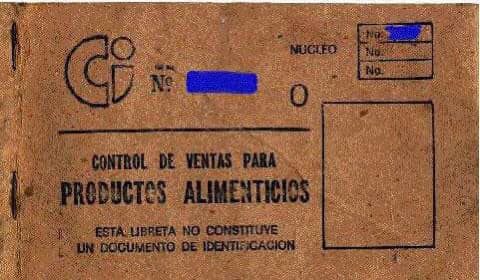 Ci
NUCLEO
No.
No.
No.
Nº
O
CONTROL DE VENTAS PARA
PRODUCTOS ALIMENTICIOS
ESTA LIBRETA NO CONSTITUYE
UN DOCUMENTO DE IDENTIFICACION